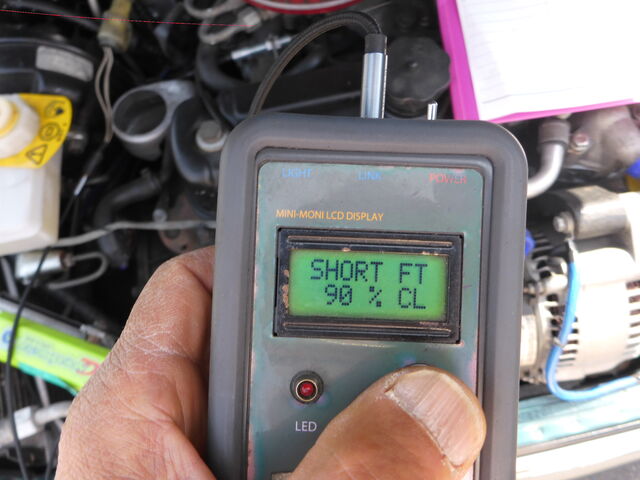 LIGHT LINK POWER
MINI-MONI LCD DISPLAY
SHORT FT
90 % CL
LED